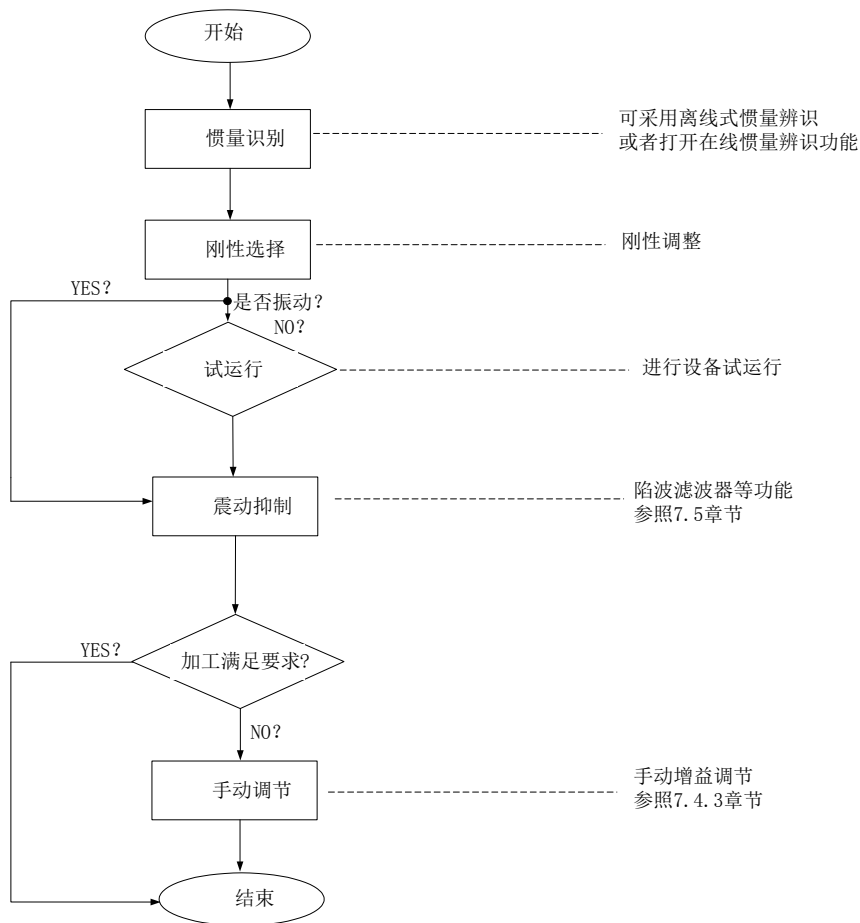 开始
惯量识别
可采用离线式惯量辨识
或者打开在线惯量辨识功能
刚性选择
刚性调整
YES?
是否振动?
NO?
试运行
进行设备试运行
震动抑制
陷波滤波器等功能
参照7.5章节
YES?
加工满足要求?
NO?
手动调节
手动增益调节
参照7.4.3章节
结束